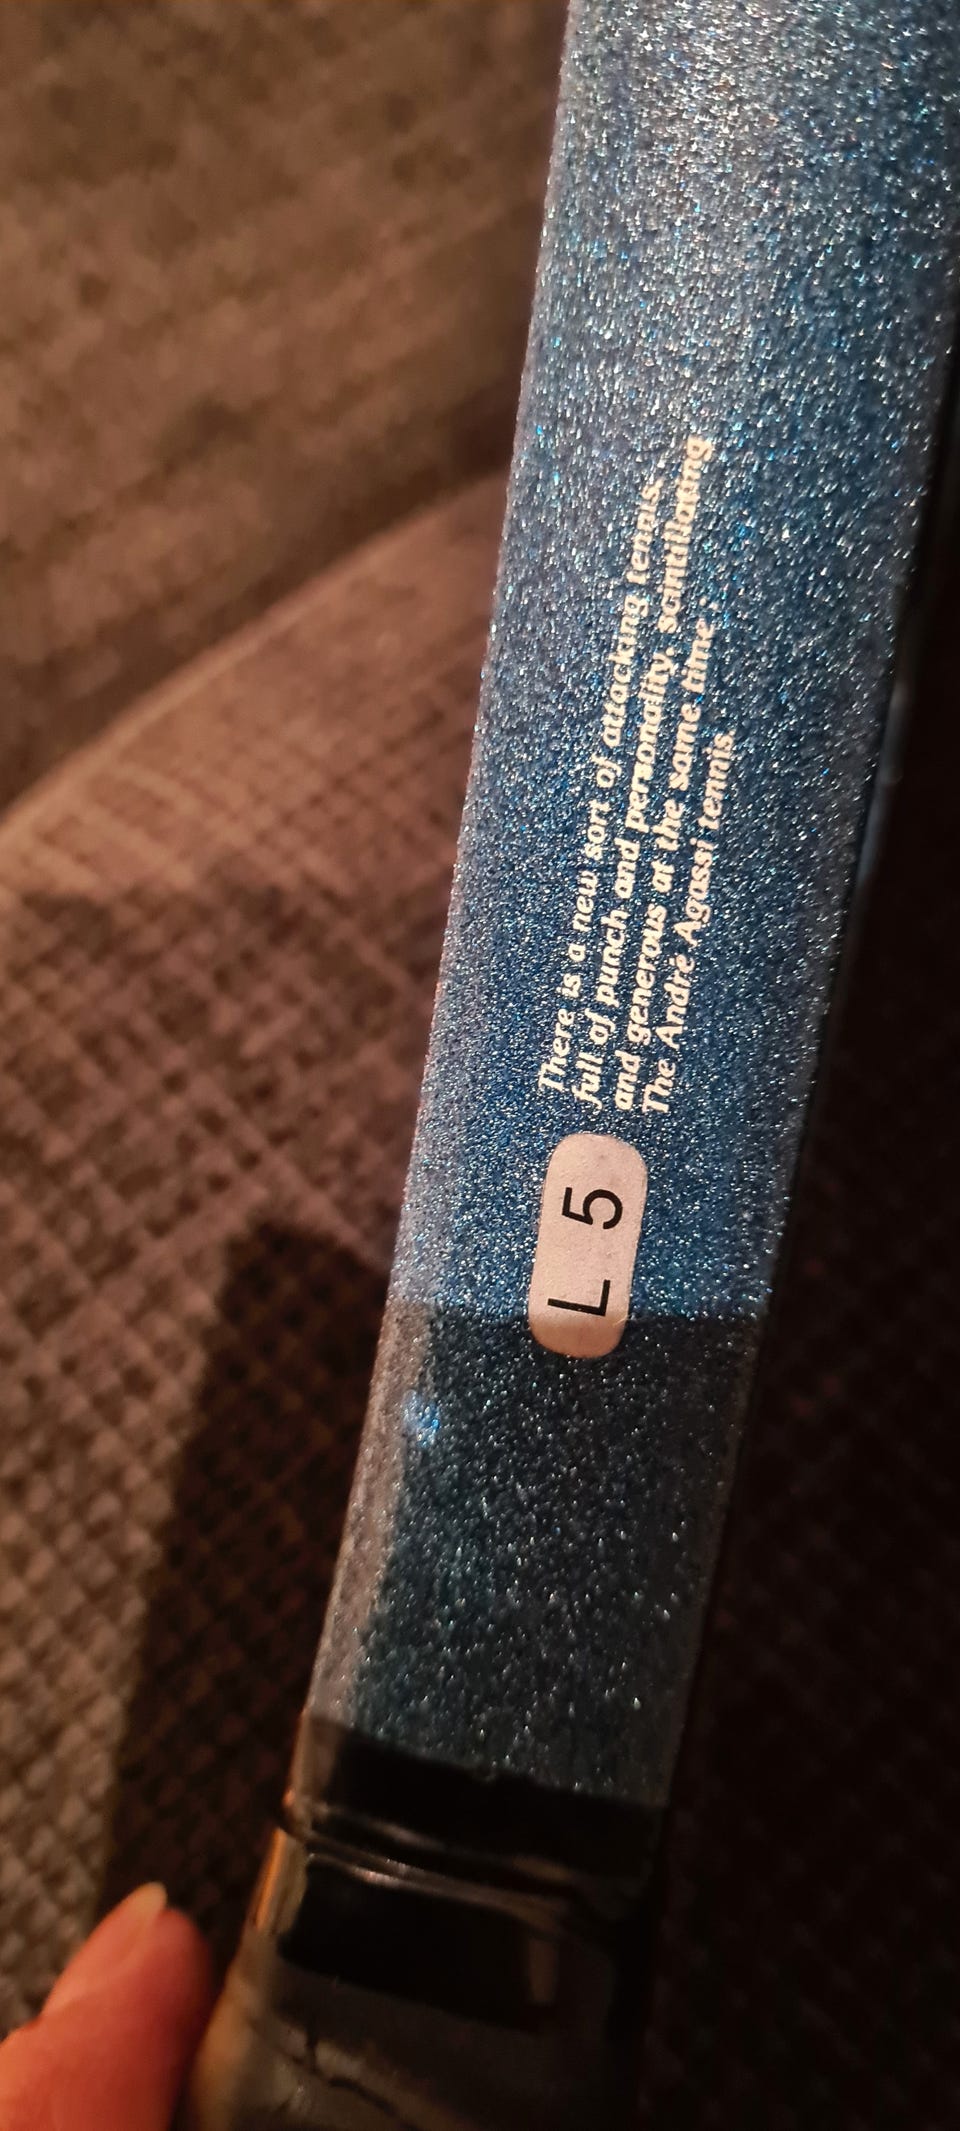 There is a new sort of attacking tennis,
full of punch and personality, scintillating
and generous at the same time :
The André Agassi tennis
L 5